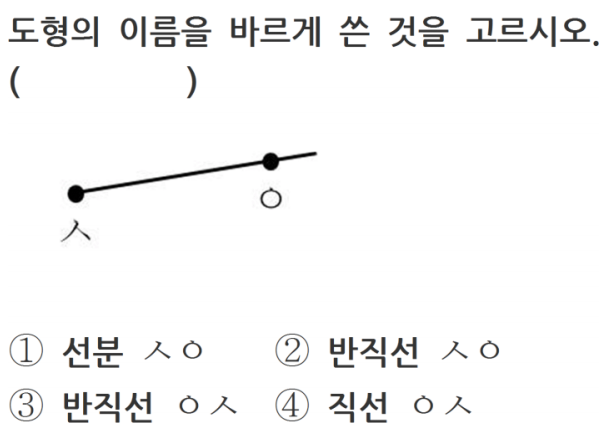 도형의 이름을 바르게 쓴 것을 고르시오.
( )
ㅇ
ㅅ
① 선분 ㅅㅇ ② 반직선 ㅅㅇ
③ 반직선 ㅇㅅ ④ 직선 ㅇㅅ